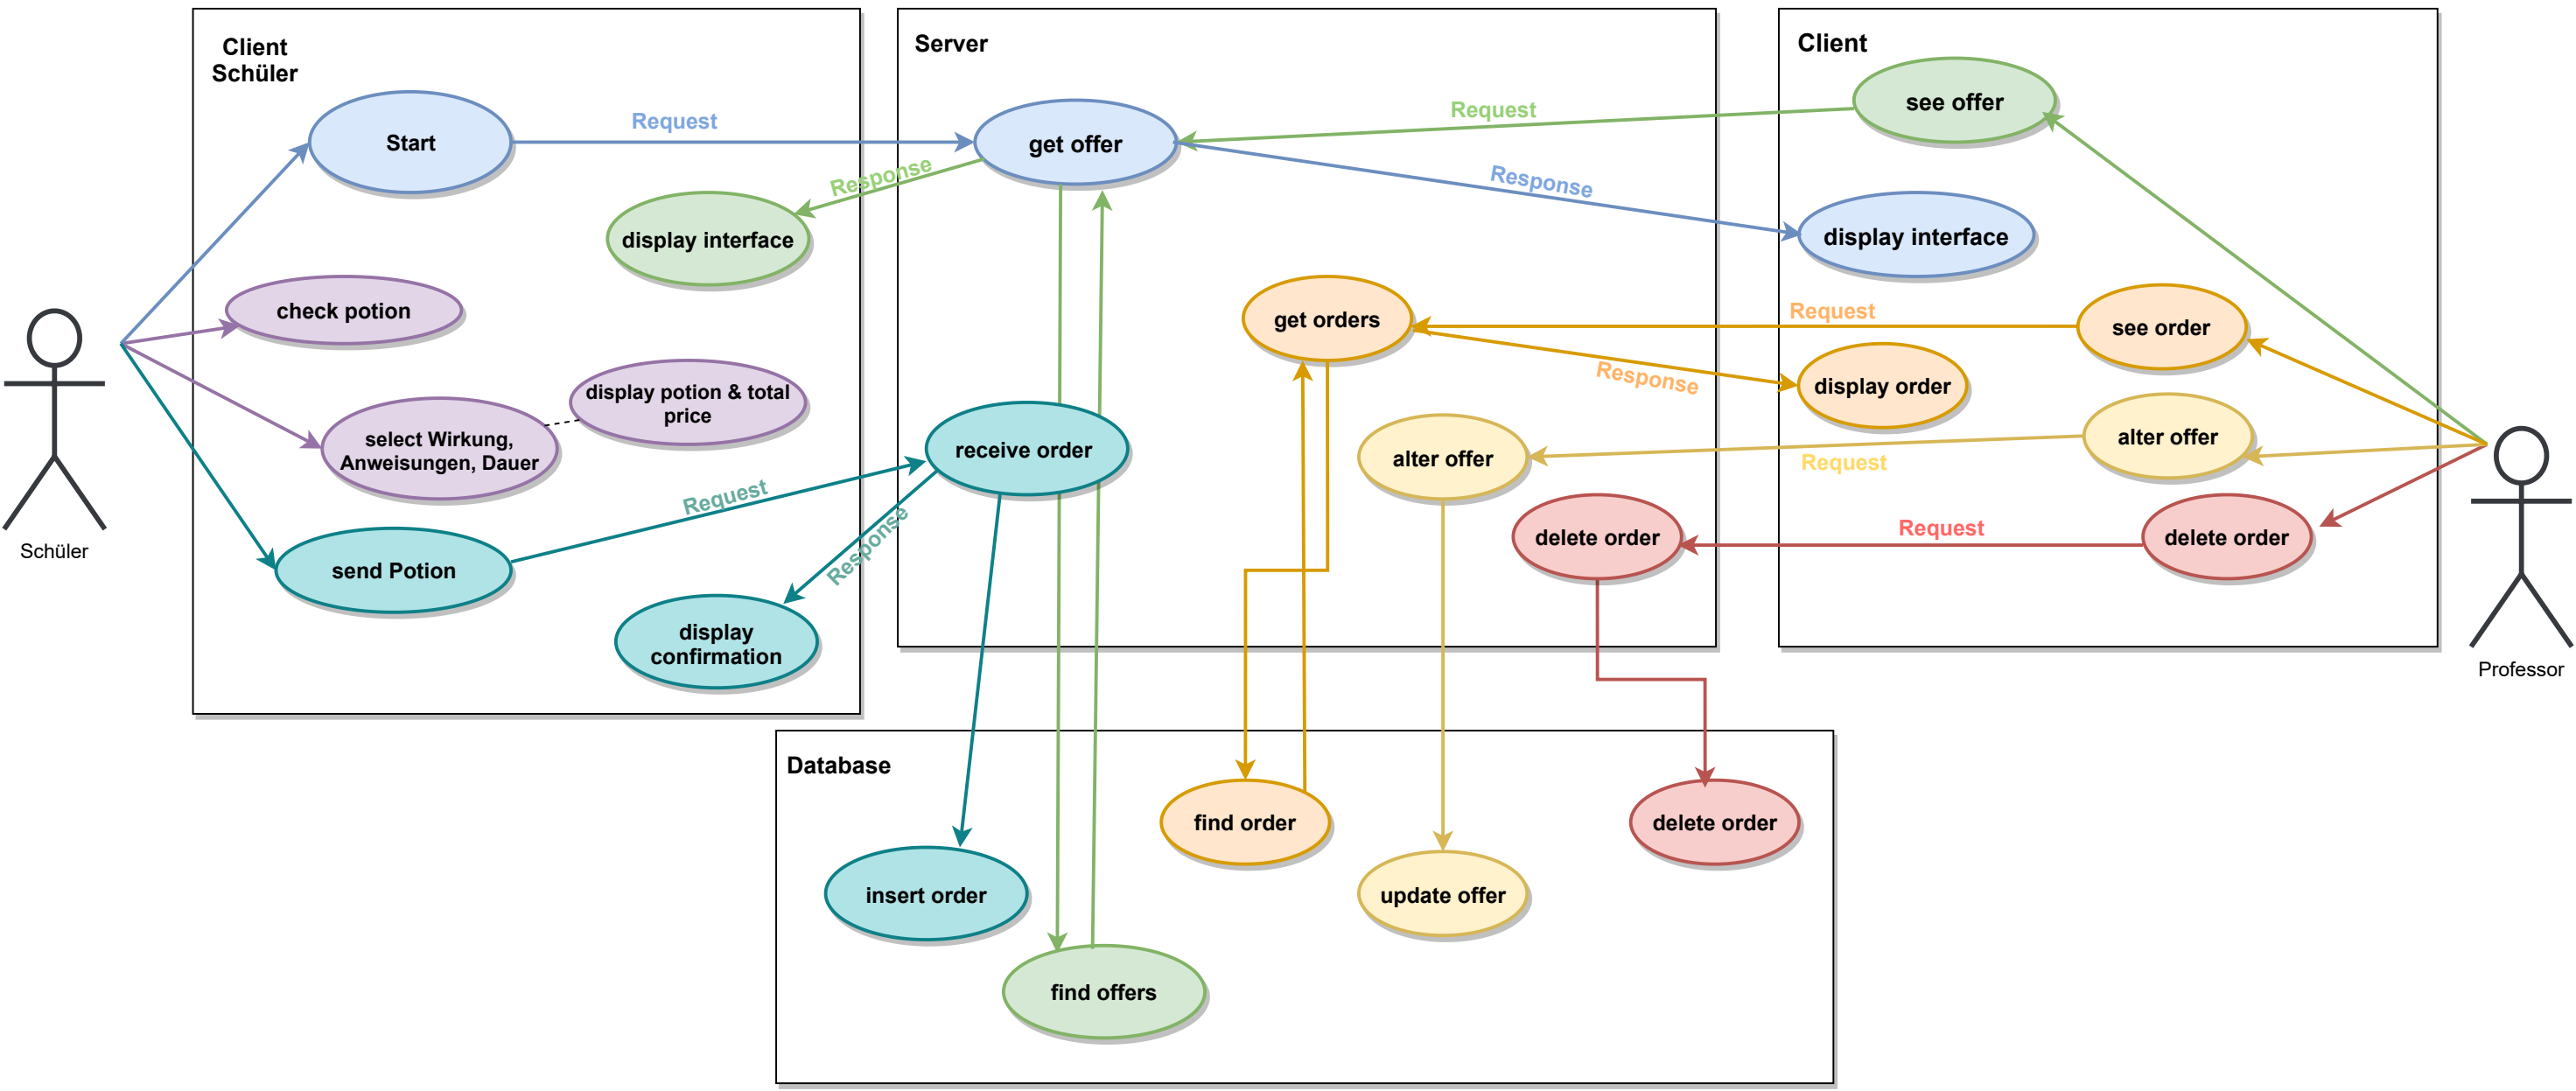 Client
Schüler
Start
Request
Response
display interface
check potion
display potion & total
price
select Wirkung,
Anweisungen, Dauer
send Potion
Request
Response
display
confirmation
Schüler
Server
get offer
get orders
receive order
alter offer
delete order
Request
Response
Request
Response
Request
Request
Client
see offer
display interface
see order
display order
alter offer
delete order
Professor
Database
find order
delete order
insert order
update offer
find offers